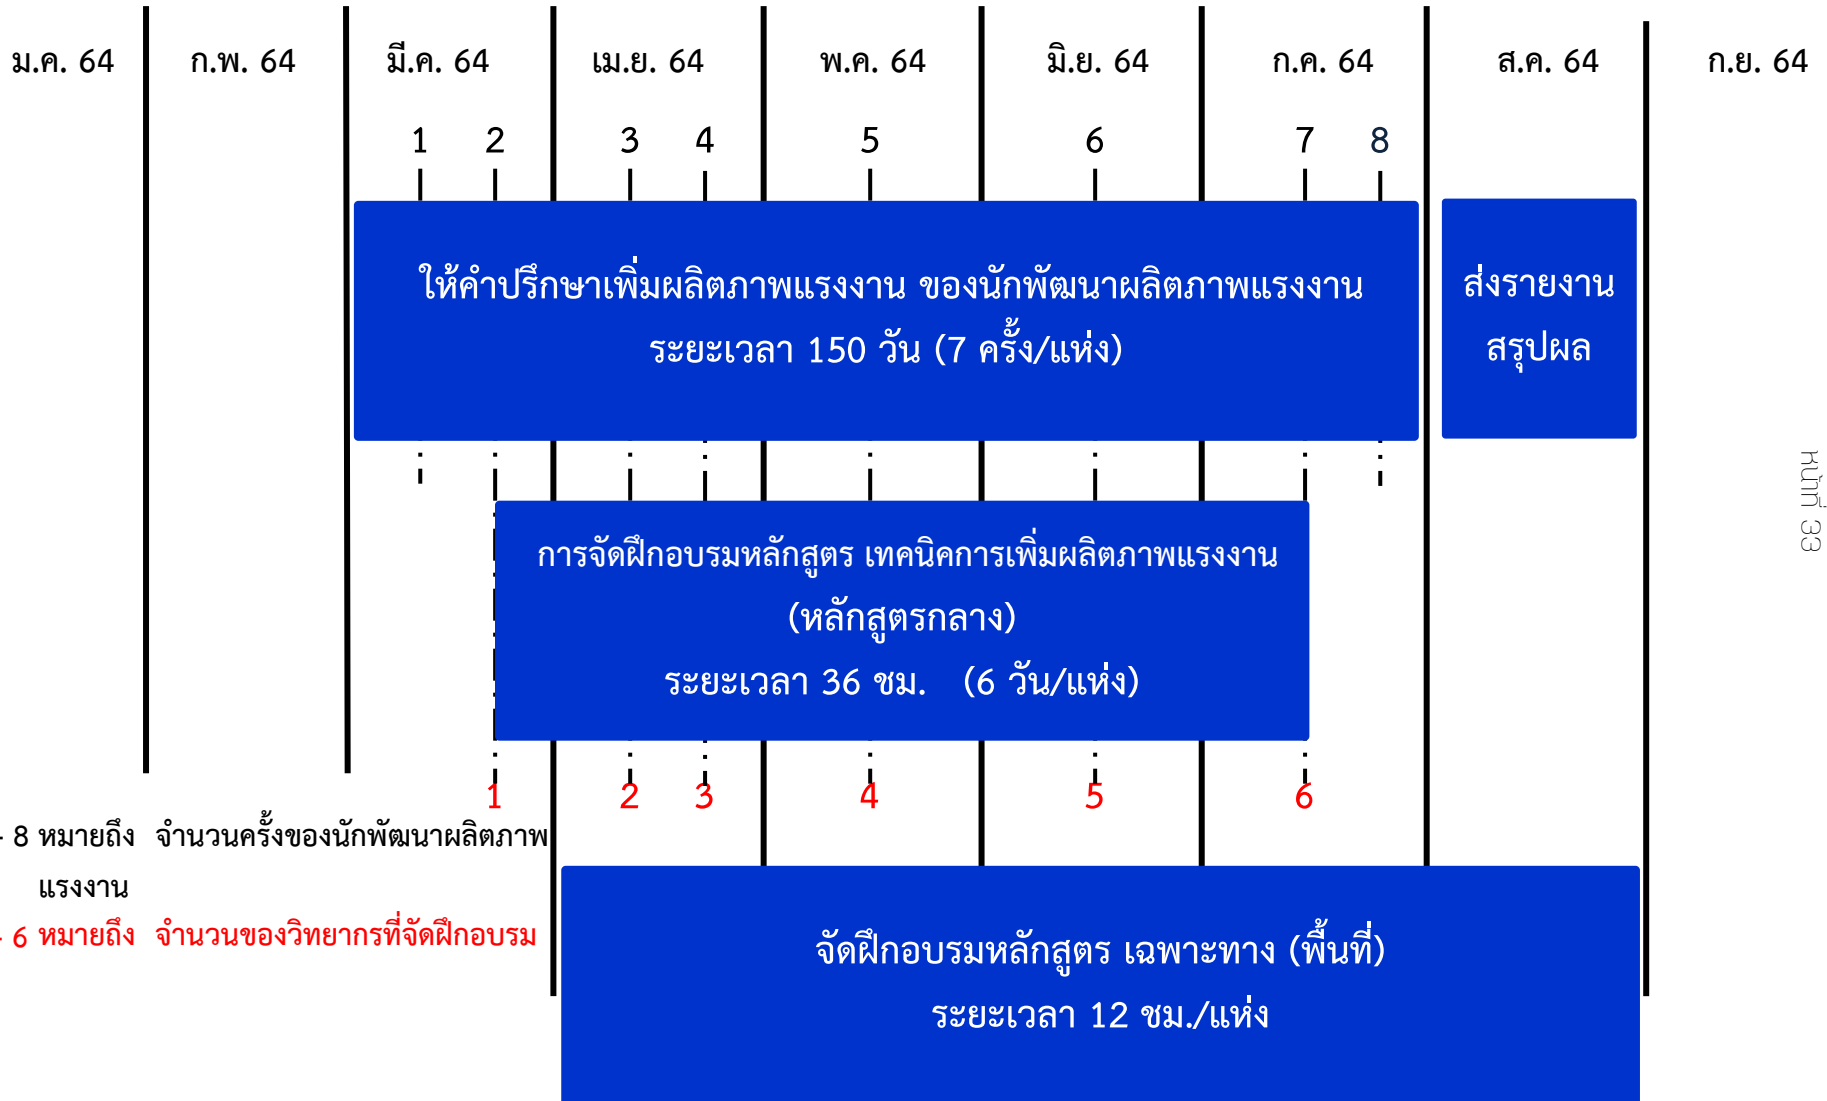 ม.ค. 64 ก.พ. 64 มี.ค. 64 เม.ย. 64 พ.ค. 64 มิ.ย. 64 ก.ค. 64 ส.ค. 64 ก.ย. 64
1 2 3 4 5 6 7 8
ให้คำปรึกษาเพิ่มผลิตภาพแรงงาน ของนักพัฒนาผลิตภาพแรงงาน
ระยะเวลา 150 วัน (7 ครั้ง/แห่ง)
ส่งรายงาน
สรุปผล
การจัดฝึกอบรมหลักสูตร เทคนิคการเพิ่มผลิตภาพแรงงาน
(หลักสูตรกลาง)
ระยะเวลา 36 ชม. (6 วัน/แห่ง)
1 2 3 4 5 6
- 8 หมายถึง จำนวนครั้งของนักพัฒนาผลิตภาพ
แรงงาน
- 6 หมายถึง จำนวนของวิทยากรที่จัดฝึกอบรม
จัดฝึกอบรมหลักสูตร เฉพาะทาง (พื้นที่)
ระยะเวลา 12 ชม./แห่ง
หน้าที่ 33